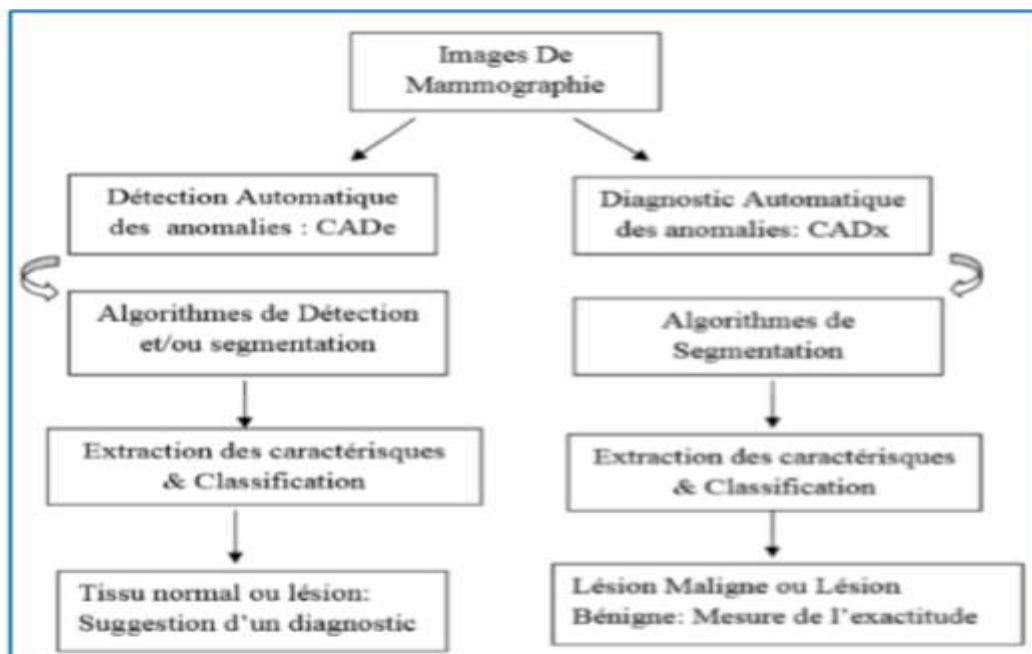 Images De
Mammographie
Détection Automatique
des anomalies : CADe
Diagnostic Automatique
des anomalies: CADx
Algorithmes de Détection
et/ou segmentation
Algorithmes de
Segmentation
Extraction des caractérisques
& Classification
Extraction des caractérisques
& Classification
Tissu normal ou lésion:
Suggestion d'un diagnostic
Lésion Maligne ou Lésion
Bénigne: Mesure de l'exactitude